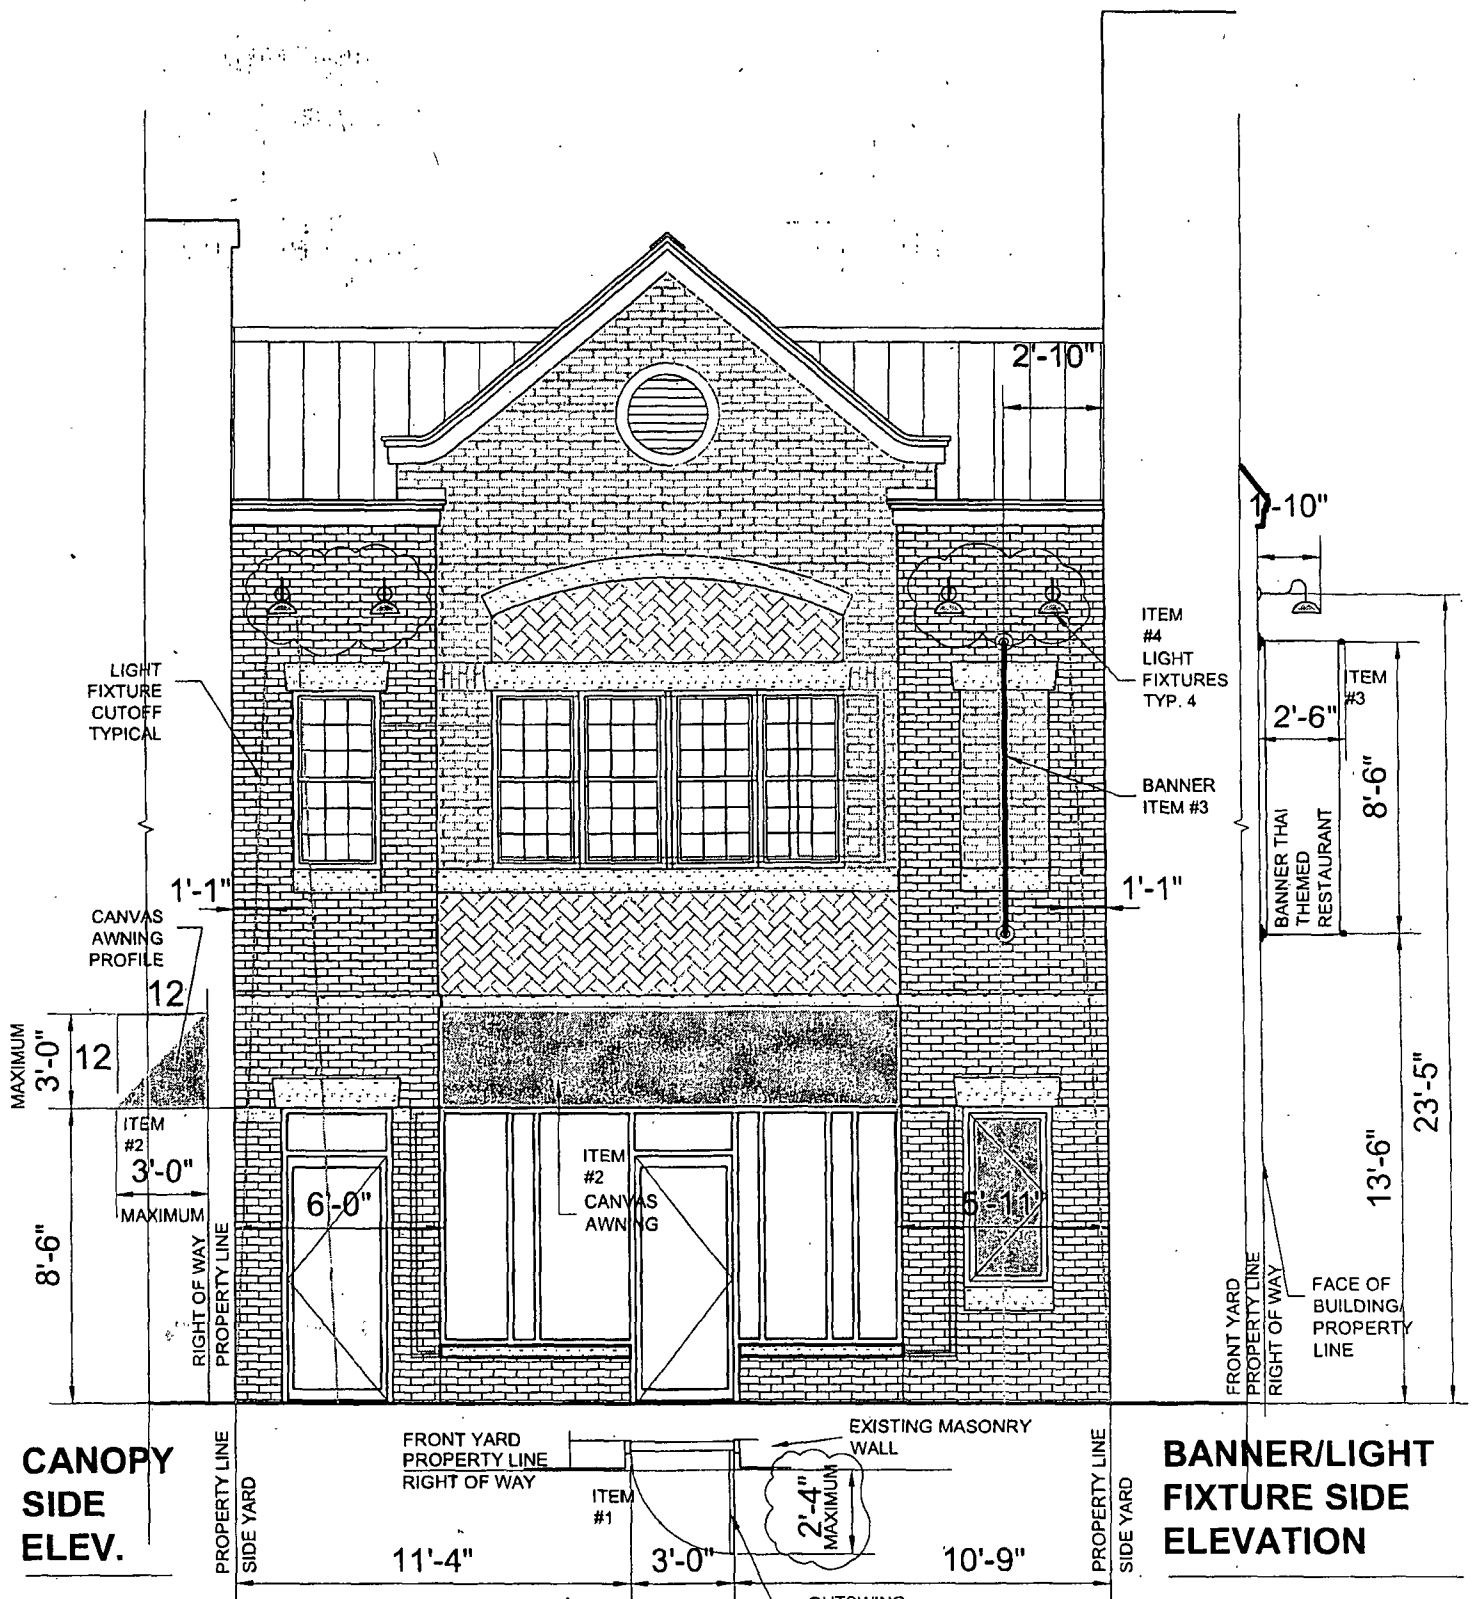 2'-10"
1'-10"
ITEM
#4
LIGHT
FIXTURES
TYP. 4
LIGHT
FIXTURE
CUTOFF
TYPICAL
ITEM
#3
2'-6"
8'-6"
BANNER
ITEM #3
BANNER THAI
THEMED
RESTAURANT
1'-1"
1'-1"
CANVAS
AWNING
PROFILE
12
12
MAXIMUM
3'-0"
ITEM
#2
3'-0"
MAXIMUM
8'-6"
RIGHT OF WAY
PROPERTY LINE
6'-0"
ITEM
#2
CANVAS
AWNING
5'-11"
23'-5"
13'-6"
FRONT YARD
PROPERTY LINE
RIGHT OF WAY
FACE OF
BUILDING/
PROPERTY
LINE
CANOPY
SIDE
ELEV.
PROPERTY LINE
SIDE YARD
FRONT YARD
PROPERTY LINE
RIGHT OF WAY
EXISTING MASONRY
WALL
ITEM
#1
2'-4"
MAXIMUM
PROPERTY LINE
SIDE YARD
BANNER/LIGHT
FIXTURE SIDE
ELEVATION
11'-4"
3'-0"
10'-9"
OUTSWING